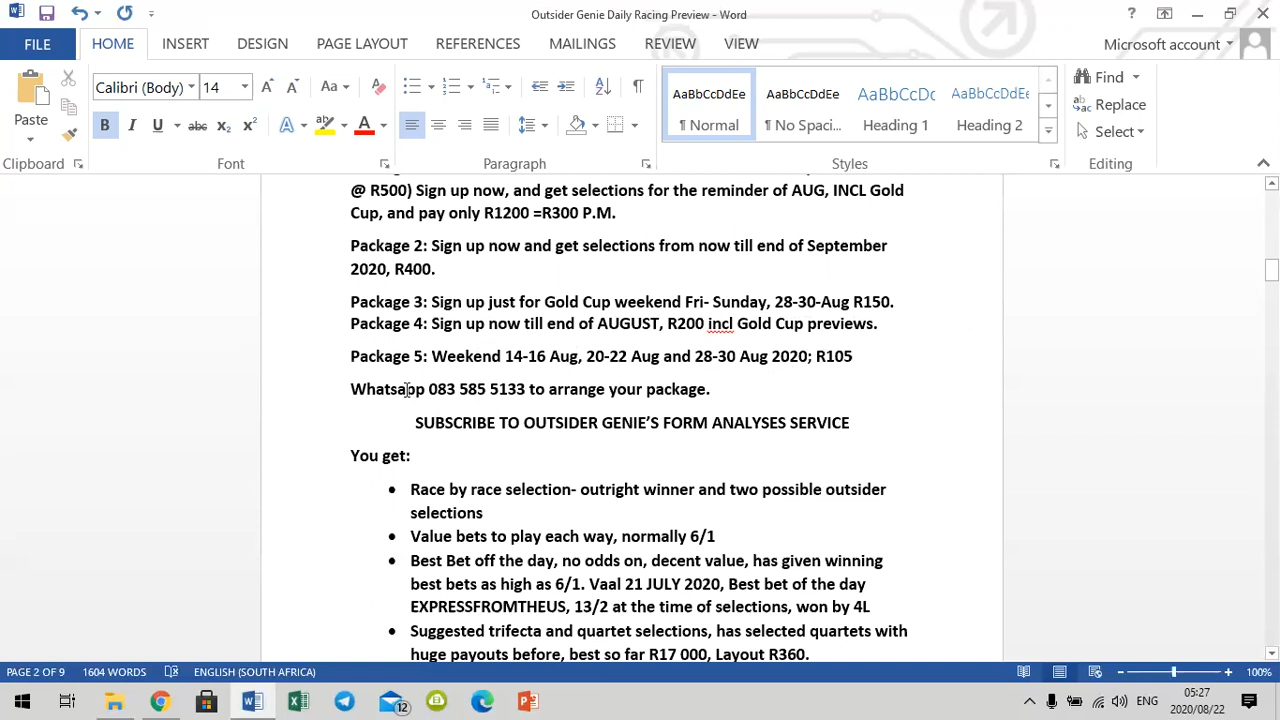 Outsider Genie Daily Racing Preview - Word
FILE HOME INSERT DESIGN PAGE LAYOUT REFERENCES MAILINGS REVIEW VIEW Microsoft account
Calibri (Body) 14
Paste
Clipboard Font Paragraph Styles Editing
AaBbCcDdEe AaBbCcDdEe AaBbCcDc AaBbCcDdEe
¶ Normal ¶ No Spaci... Heading 1 Heading 2
Find
Replace
Select
@ R500) Sign up now, and get selections for the reminder of AUG, INCL Gold
Cup, and pay only R1200 =R300 P.M.
Package 2: Sign up now and get selections from now till end of September
2020, R400.
Package 3: Sign up just for Gold Cup weekend Fri- Sunday, 28-30-Aug R150.
Package 4: Sign up now till end of AUGUST, R200 incl Gold Cup previews.
Package 5: Weekend 14-16 Aug, 20-22 Aug and 28-30 Aug 2020; R105
Whatsapp 083 585 5133 to arrange your package.
SUBSCRIBE TO OUTSIDER GENIE’S FORM ANALYSES SERVICE
You get:
• Race by race selection- outright winner and two possible outsider
selections
• Value bets to play each way, normally 6/1
• Best Bet off the day, no odds on, decent value, has given winning
best bets as high as 6/1. Vaal 21 JULY 2020, Best bet of the day
EXPRESSFROMTHEUS, 13/2 at the time of selections, won by 4L
• Suggested trifecta and quartet selections, has selected quartets with
huge payouts before, best so far R17 000, Layout R360.
PAGE 2 OF 9 1604 WORDS ENGLISH (SOUTH AFRICA) 100%
12
ENG
05:27
2020/08/22